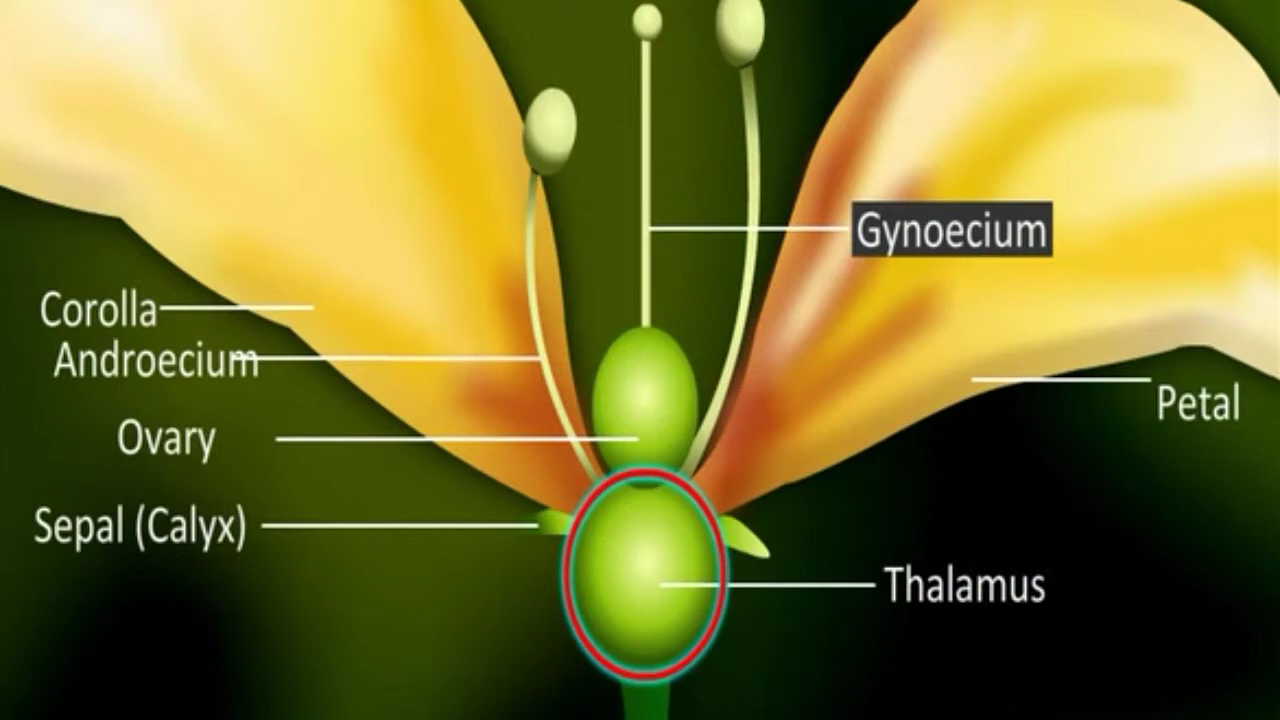 Gynoecium
Corolla
Androecium
Petal
Ovary
Sepal (Calyx)
Thalamus